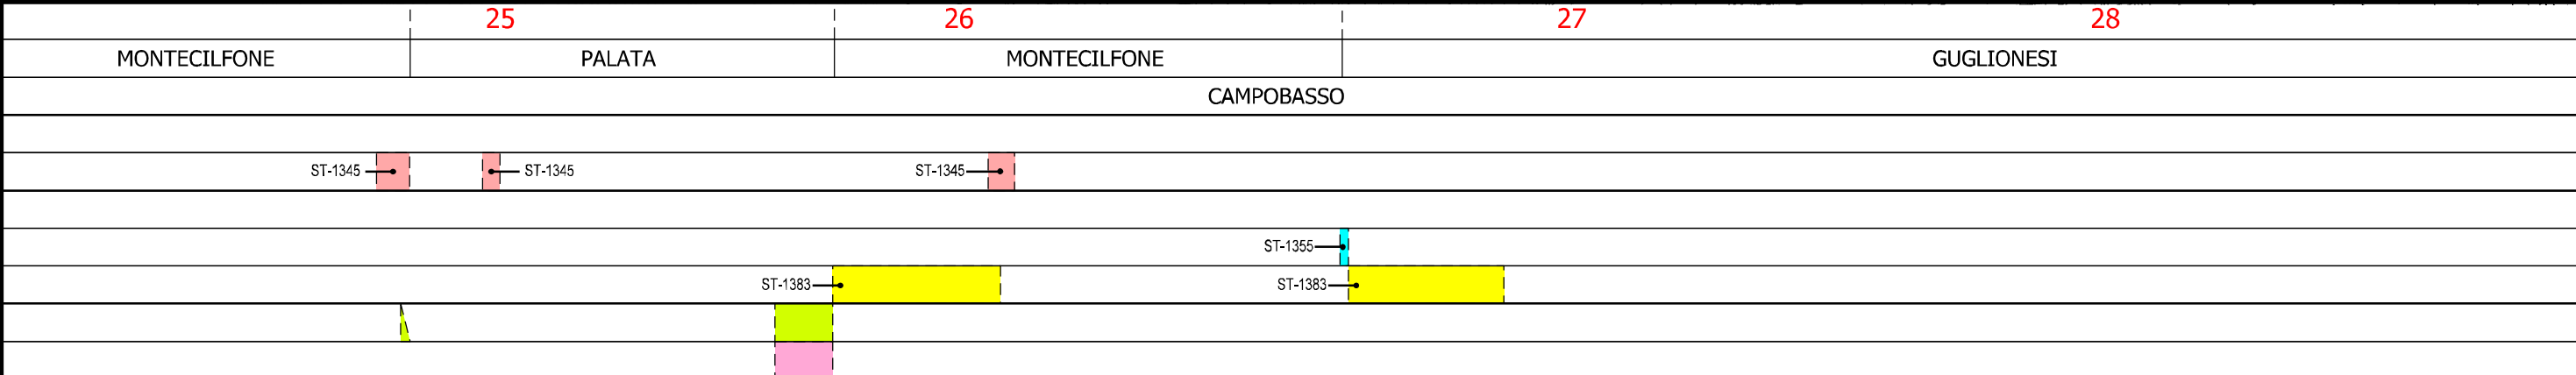 25 26 27 28
MONTECILFONE PALATA MONTECILFONE GUGLIONESI
CAMPOBASSO
ST-1345 ST-1345 ST-1345
ST-1355
ST-1383 ST-1383